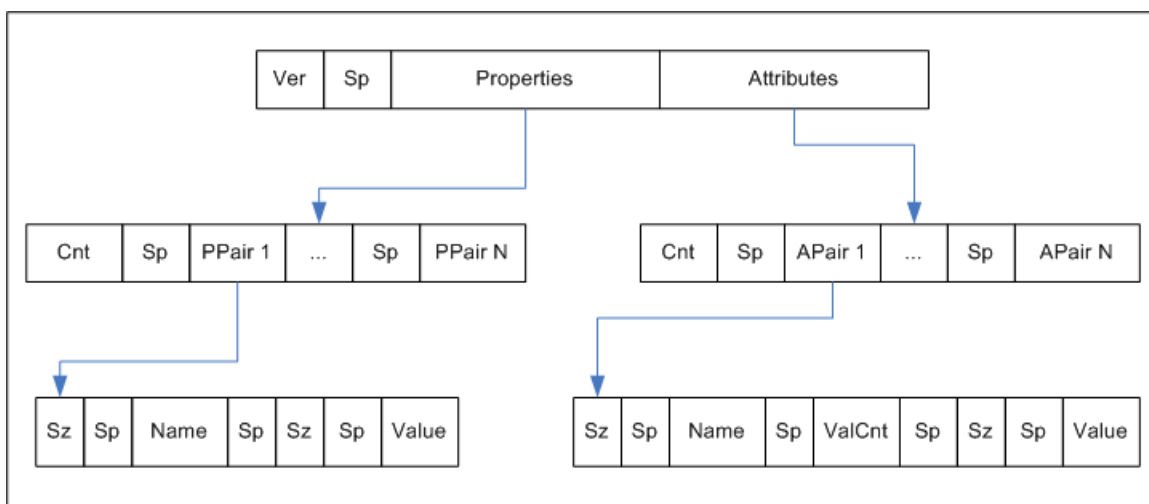 Ver Sp Properties Attributes
Cnt Sp PPair 1 ... Sp PPair N
Cnt Sp APair 1 ... Sp APair N
Sz Sp Name Sp Sz Sp Value
Sz Sp Name Sp ValCnt Sp Sz Sp Value